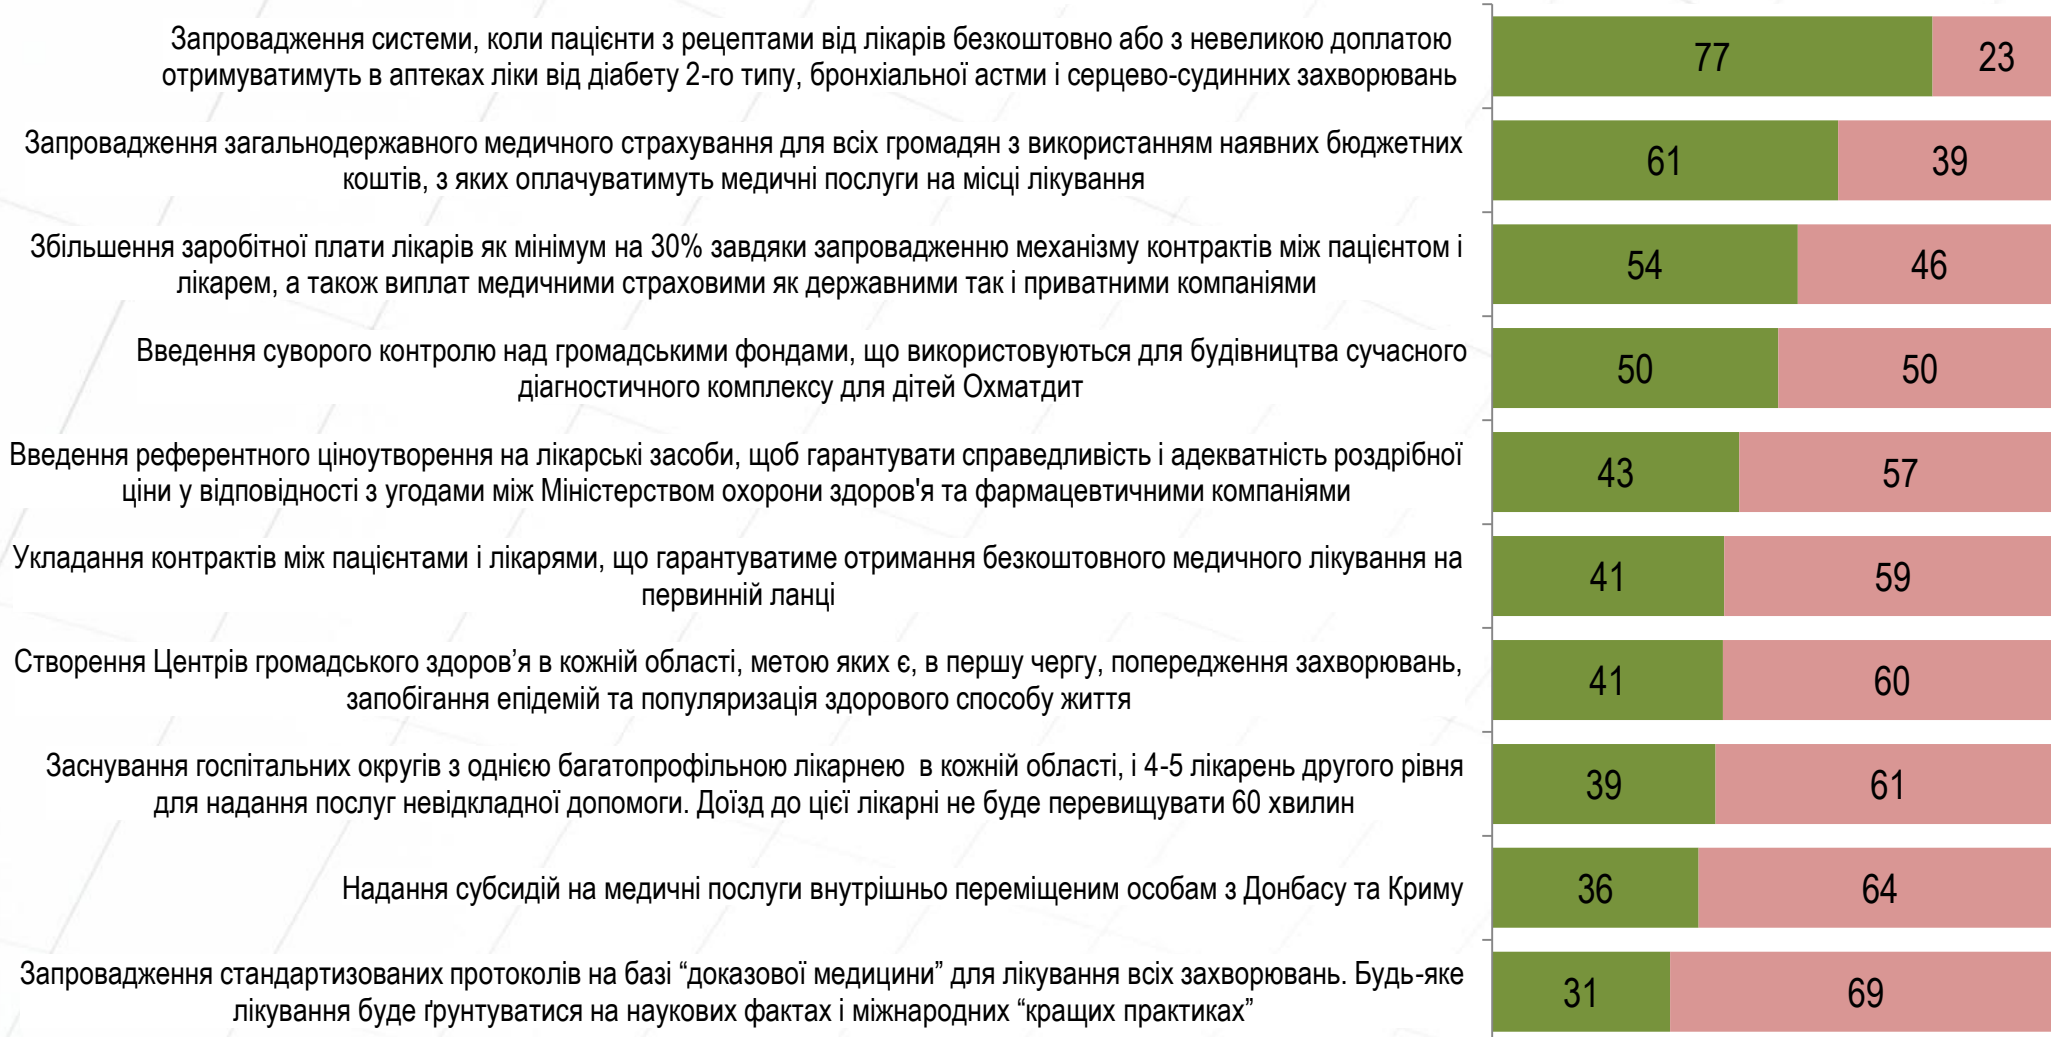 Запровадження системи, коли пацієнти з рецептами від лікарів безкоштовно або з невеликою доплатою
отримуватимуть в аптеках ліки від діабету 2-го типу, бронхіальної астми і серцево-судинних захворювань
77 23
Запровадження загальнодержавного медичного страхування для всіх громадян з використанням наявних бюджетних
коштів, з яких оплачуватимуть медичні послуги на місці лікування
61 39
Збільшення заробітної плати лікарів як мінімум на 30% завдяки запровадженню механізму контрактів між пацієнтом і
лікарем, а також виплат медичними страховими як державними так і приватними компаніями
54 46
Введення суворого контролю над громадськими фондами, що використовуються для будівництва сучасного
діагностичного комплексу для дітей Охматдит
50 50
Введення референтного ціноутворення на лікарські засоби, щоб гарантувати справедливість і адекватність роздрібної
ціни у відповідності з угодами між Міністерством охорони здоров'я та фармацевтичними компаніями
43 57
Укладання контрактів між пацієнтами і лікарями, що гарантуватиме отримання безкоштовного медичного лікування на
первинній ланці
41 59
Створення Центрів громадського здоров’я в кожній області, метою яких є, в першу чергу, попередження захворювань,
запобігання епідемій та популяризація здорового способу життя
41 60
Заснування госпітальних округів з однією багатопрофільною лікарнею в кожній області, і 4-5 лікарень другого рівня
для надання послуг невідкладної допомоги. Доїзд до цієї лікарні не буде перевищувати 60 хвилин
39 61
Надання субсидій на медичні послуги внутрішньо переміщеним особам з Донбасу та Криму
36 64
Запровадження стандартизованих протоколів на базі “доказової медицини” для лікування всіх захворювань. Будь-яке
лікування буде ґрунтуватися на наукових фактах і міжнародних “кращих практиках”
31 69